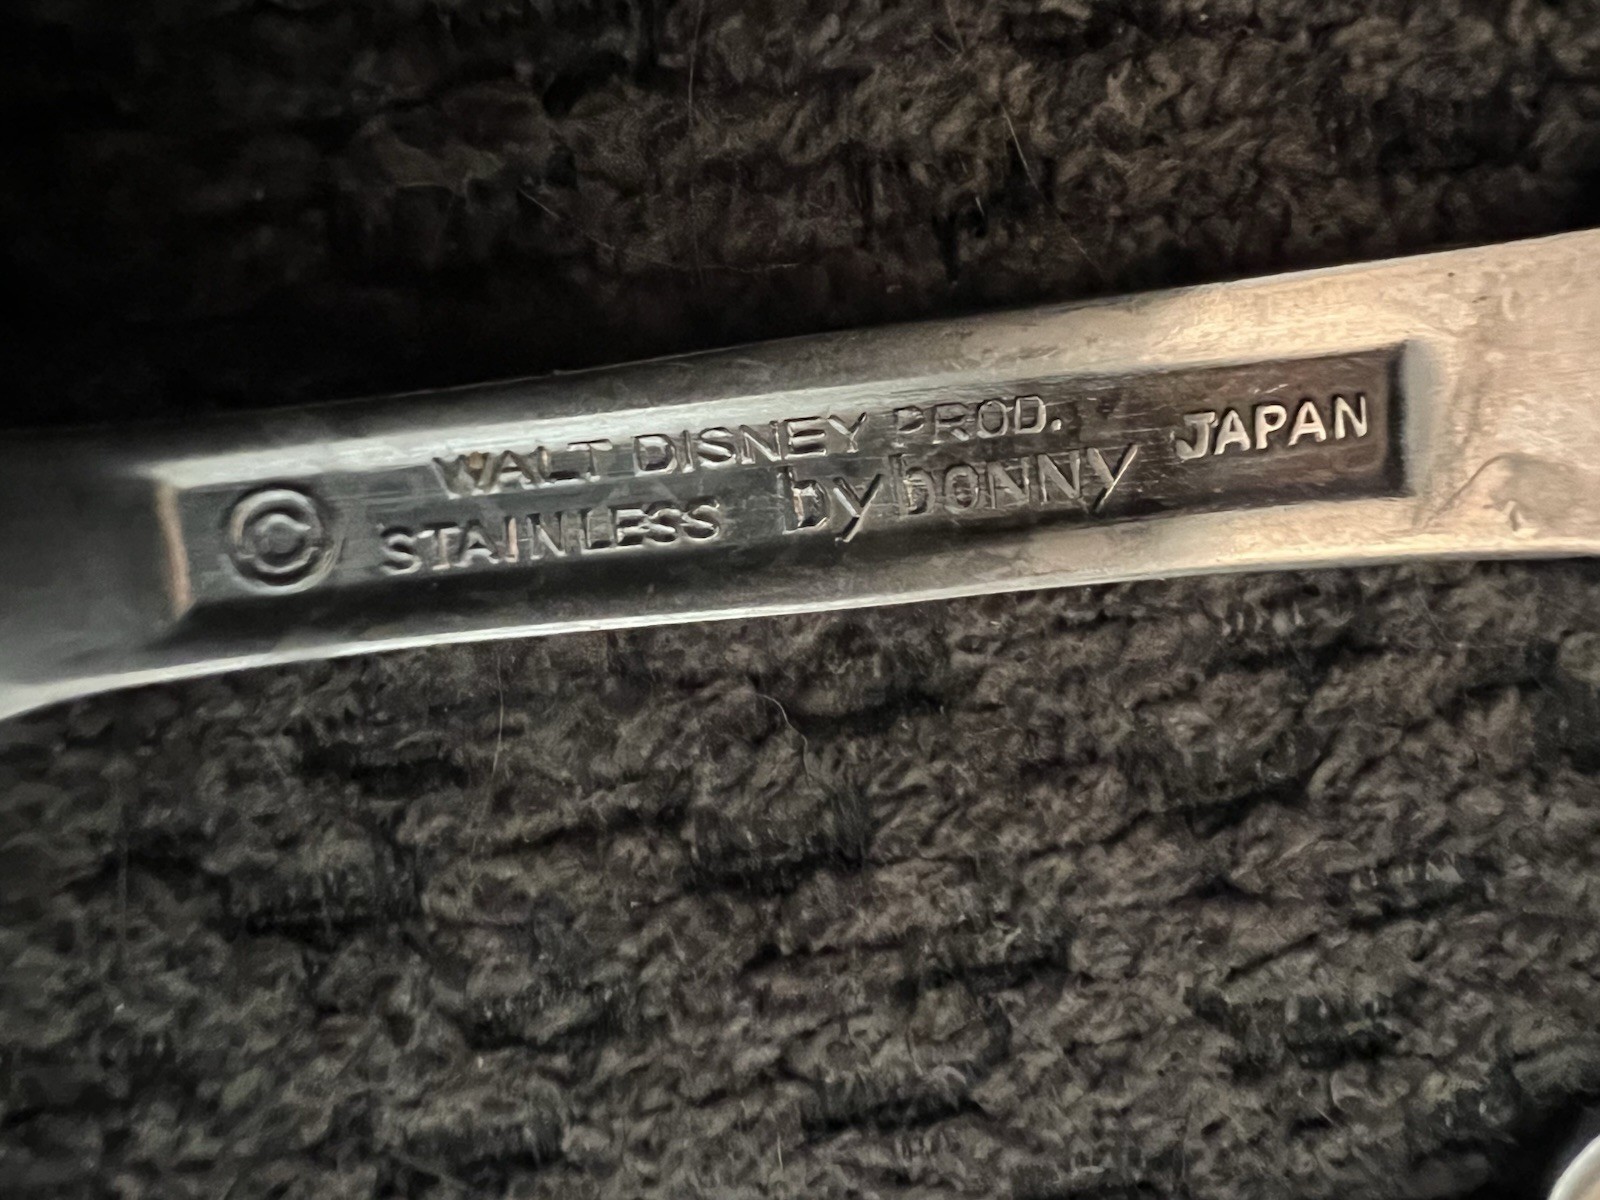 © WALT DISNEY PROD.
STAINLESS by bonny JAPAN